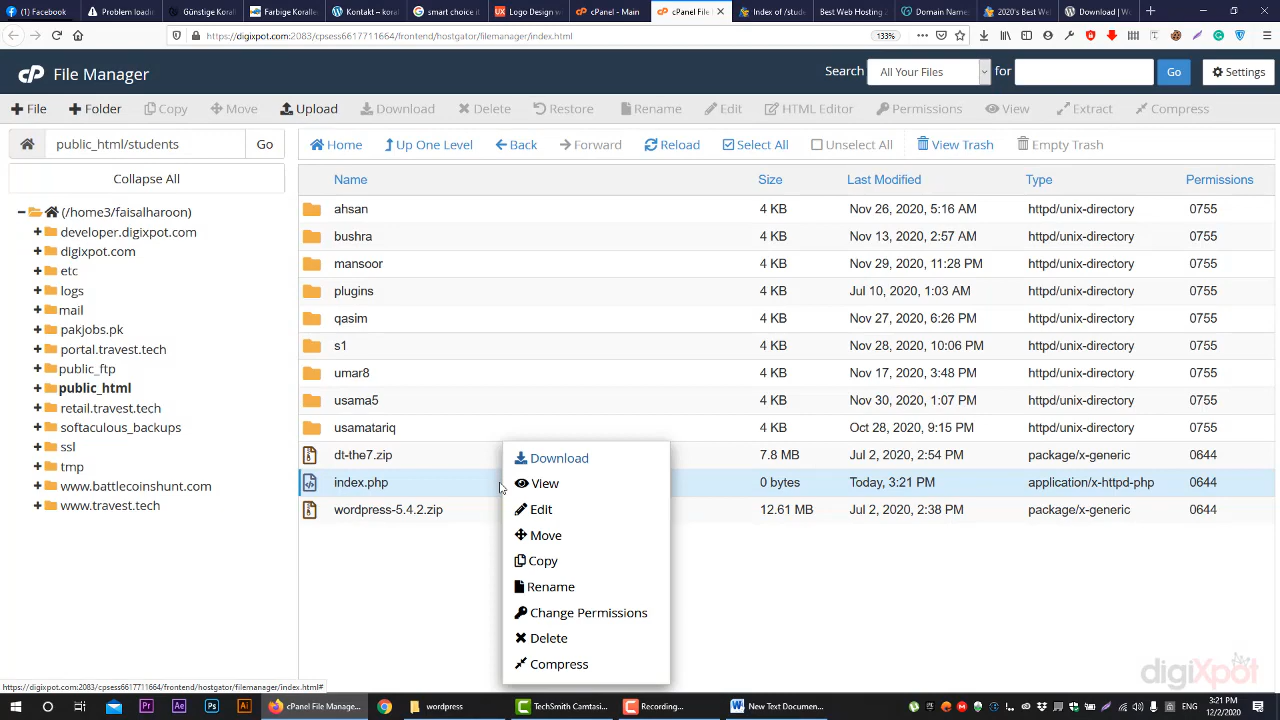 Facebook
Problem loadin
Günstige Korall
Farbige Korallen
Kontakt – koral
smart choice it
Logo Design w
cPanel - Main
cPanel File
Index of /stude
Best Web Hosting
Domain Names
2020's Best We
Download | Wo
https://digixpot.com:2083/cpsess6617711664/frontend/hostgator/filemanager/index.html
133%
cP File Manager
Search All Your Files for Go Settings
File Folder Copy Move Upload Download Delete Restore Rename Edit HTML Editor Permissions View Extract Compress
public_html/students Go
Home Up One Level Back Forward Reload Select All Unselect All View Trash Empty Trash
Collapse All
(/home3/faisalharoon)
developer.digixpot.com
digixpot.com
etc
logs
mail
pakjobs.pk
portal.travest.tech
public_ftp
public_html
retail.travest.tech
softaculous_backups
ssl
tmp
www.battlecoinshunt.com
www.travest.tech
Name Size Last Modified Type Permissions
ahsan 4 KB Nov 26, 2020, 5:16 AM httpd/unix-directory 0755
bushra 4 KB Nov 13, 2020, 2:57 AM httpd/unix-directory 0755
mansoor 4 KB Nov 29, 2020, 11:28 PM httpd/unix-directory 0755
plugins 4 KB Jul 10, 2020, 1:03 AM httpd/unix-directory 0755
qasim 4 KB Nov 27, 2020, 6:26 PM httpd/unix-directory 0755
s1 4 KB Nov 28, 2020, 10:06 PM httpd/unix-directory 0755
umar8 4 KB Nov 17, 2020, 3:48 PM httpd/unix-directory 0755
usama5 4 KB Nov 30, 2020, 1:07 PM httpd/unix-directory 0755
usamatariq 4 KB Oct 28, 2020, 9:15 PM httpd/unix-directory 0755
dt-the7.zip 7.8 MB Jul 2, 2020, 2:54 PM package/x-generic 0644
index.php 0 bytes Today, 3:21 PM application/x-httpd-php 0644
wordpress-5.4.2.zip 12.61 MB Jul 2, 2020, 2:38 PM package/x-generic 0644
Download
View
Edit
Move
Copy
Rename
Change Permissions
Delete
Compress
digiXpot
https://digixpot.com:2083/cpsess6617711664/frontend/hostgator/filemanager/index.html#
Pr Ae Ps Ai cPanel File Manage... wordpress TechSmith Camtasi... Recording... New Text Documen... ENG 3:21 PM
12/2/2020